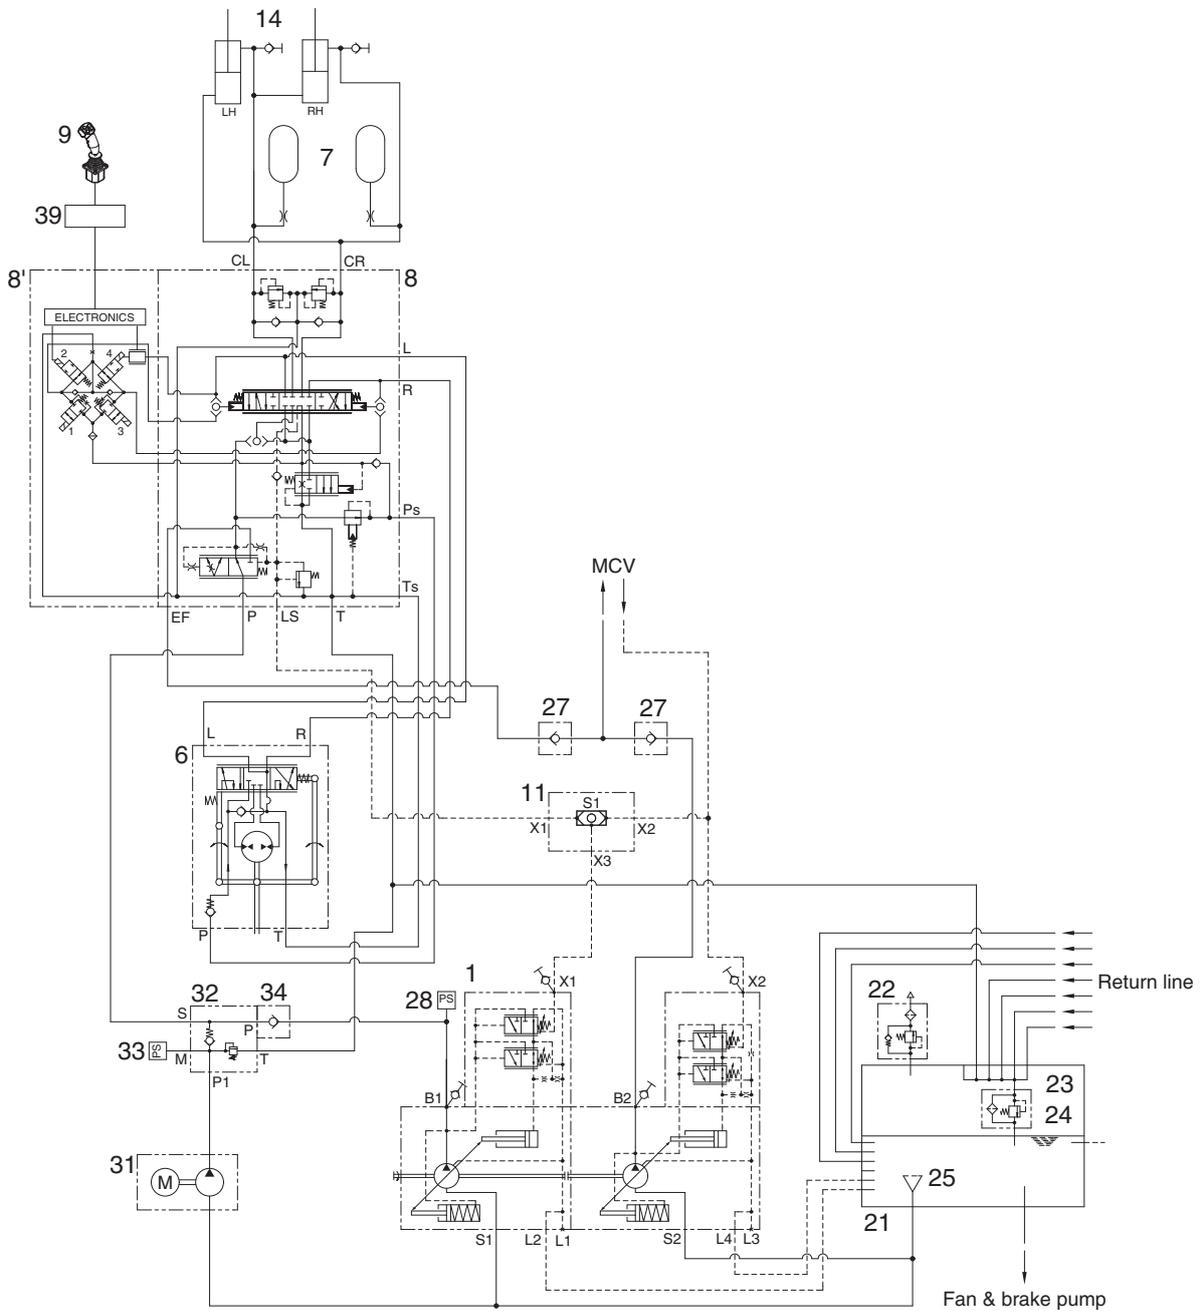 14
LH
RH
9
7
39
CL
CR
8'
8
ELECTRONICS
2
4
L
R
1
3
Ps
Ts
EF
P
LS
T
MCV
27
27
L
R
6
11
S1
X1
X2
X3
P
T
1
X1
X2
Return line
32
34
28
PS
22
S
P
33
PS
M
T
P1
B1
B2
23
24
31
M
25
S1
L2
L1
S2
L4
L3
21
Fan & brake pump